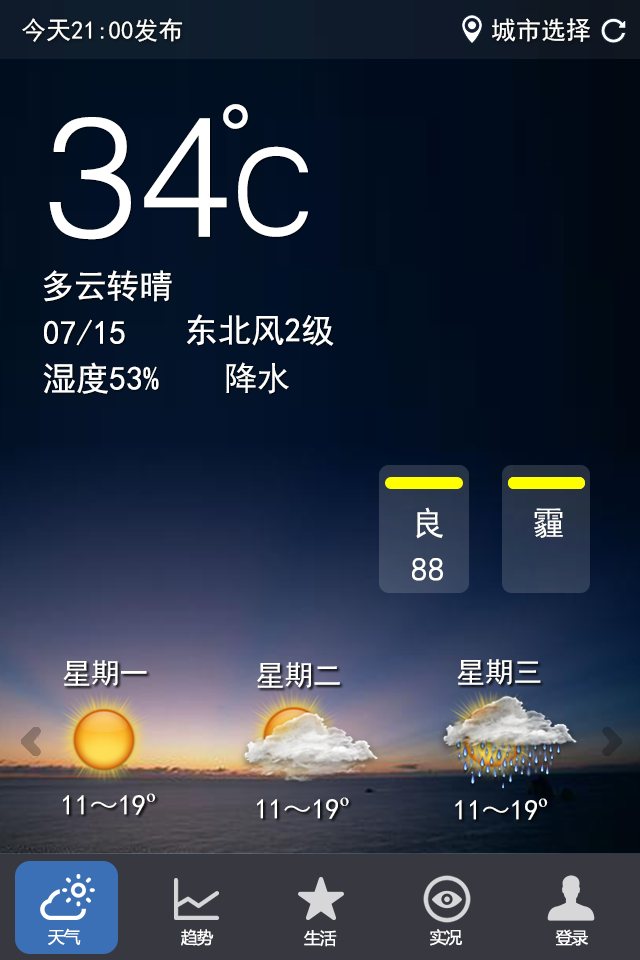 今天21:00发布 城市选择
34°C
多云转晴
07/15 东北风2级
湿度53% 降水
良 霾
88
星期一 星期二 星期三
11～19° 11～19° 11～19°
天气 趋势 生活 实况 登录